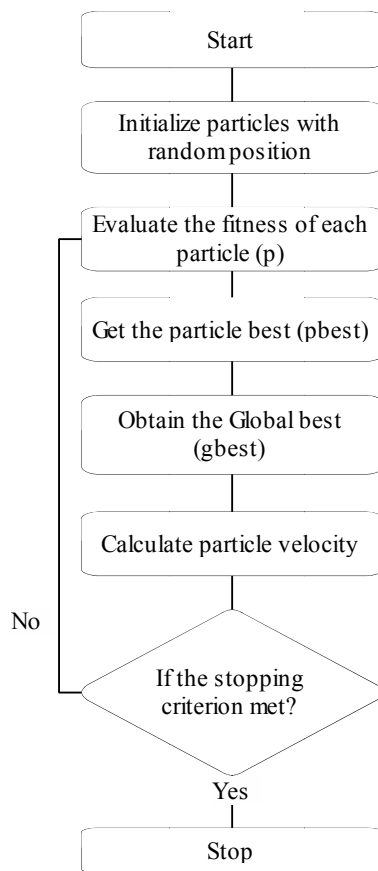 Start
Initialize particles with
random position
Evaluate the fitness of each
particle (p)
Get the particle best (pbest)
Obtain the Global best
(gbest)
Calculate particle velocity
No
If the stopping
criterion met?
Yes
Stop